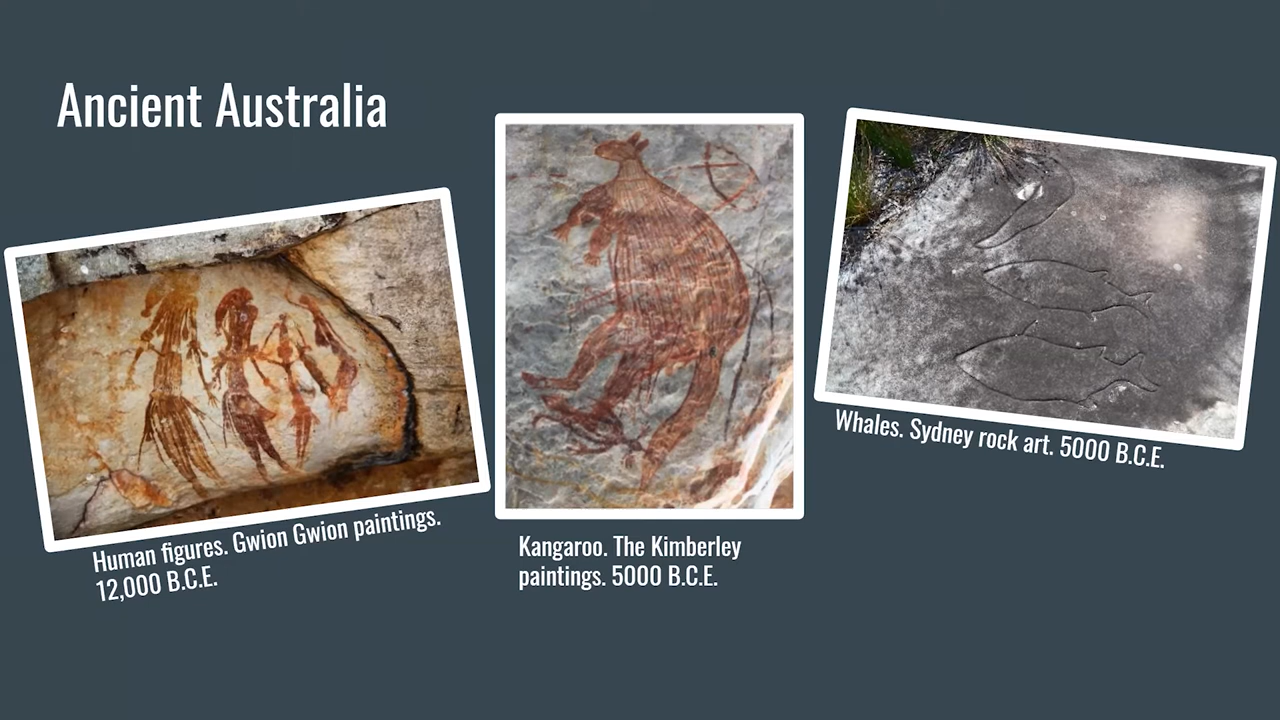 Ancient Australia
Human figures. Gwion Gwion paintings.
12,000 B.C.E.
Kangaroo. The Kimberley
paintings. 5000 B.C.E.
Whales. Sydney rock art. 5000 B.C.E.